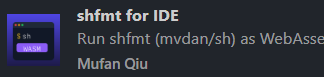 shfmt for IDE
$ sh
WASM
Run shfmt (mvdan/sh) as WebAsse
Mufan Qiu